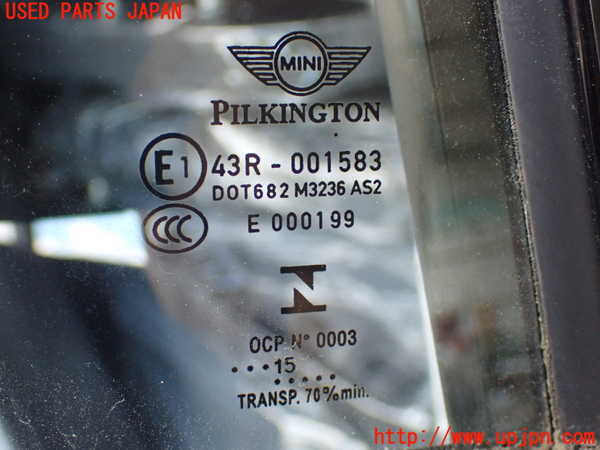 USED PARTS JAPAN
MINI
PILKINGTON
E1 43R - 001583
DOT682 M3236 AS2
CCC E 000199
N
OCP N° 0003
...15.....
TRANSP. 70% min.
http://www.upjpn.com